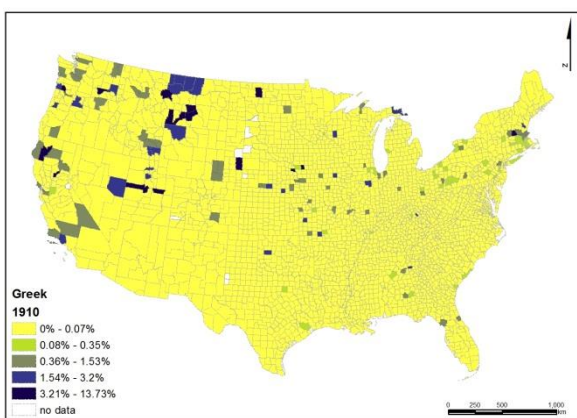 N
Greek
1910
0% - 0.07%
0.08% - 0.35%
0.36% - 1.53%
1.54% - 3.2%
3.21% - 13.73%
no data
0 250 500 1,000
km